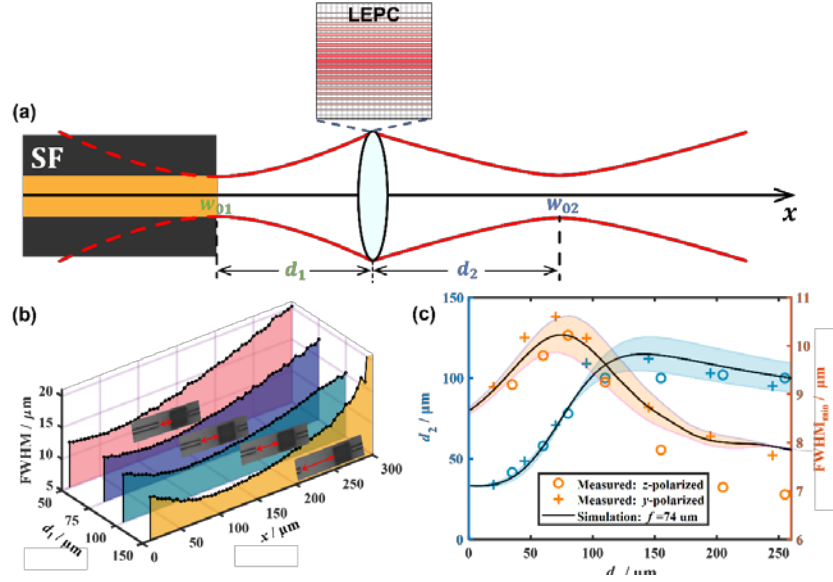 LEPC
(a)
SF
w01
w02
x
d1
d2
(b)
20
15
10
5
FWHM / μm
50
75
100
125
150
d1 / μm
0
50
100
150
200
250
300
x / μm
(c)
150
100
50
0
d2 / μm
11
10
9
8
7
6
FWHMmin / μm
Measured: z-polarized
Measured: y-polarized
Simulation: f =74 um
0
50
100
150
200
250
d / μm